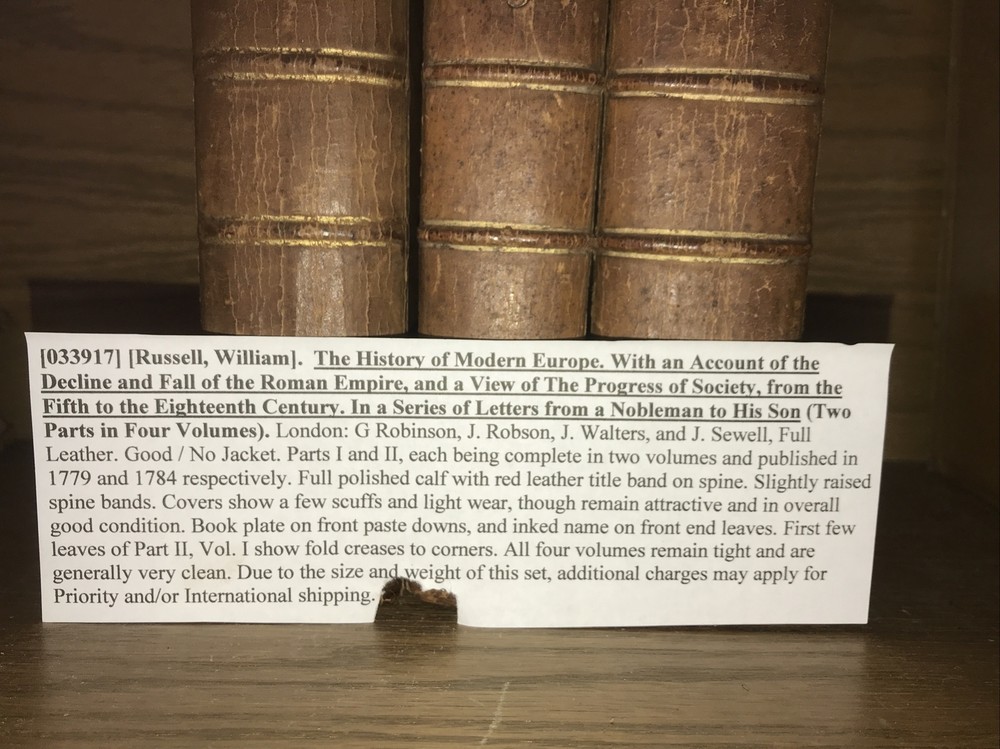 [033917] [Russell, William]. The History of Modern Europe. With an Account of the
Decline and Fall of the Roman Empire, and a View of The Progress of Society, from the
Fifth to the Eighteenth Century. In a Series of Letters from a Nobleman to His Son (Two
Parts in Four Volumes). London: G Robinson, J. Robson, J. Walters, and J. Sewell, Full
Leather. Good / No Jacket. Parts I and II, each being complete in two volumes and published in
1779 and 1784 respectively. Full polished calf with red leather title band on spine. Slightly raised
spine bands. Covers show a few scuffs and light wear, though remain attractive and in overall
good condition. Book plate on front paste downs, and inked name on front end leaves. First few
leaves of Part II, Vol. I show fold creases to corners. All four volumes remain tight and are
generally very clean. Due to the size and weight of this set, additional charges may apply for
Priority and/or International shipping.